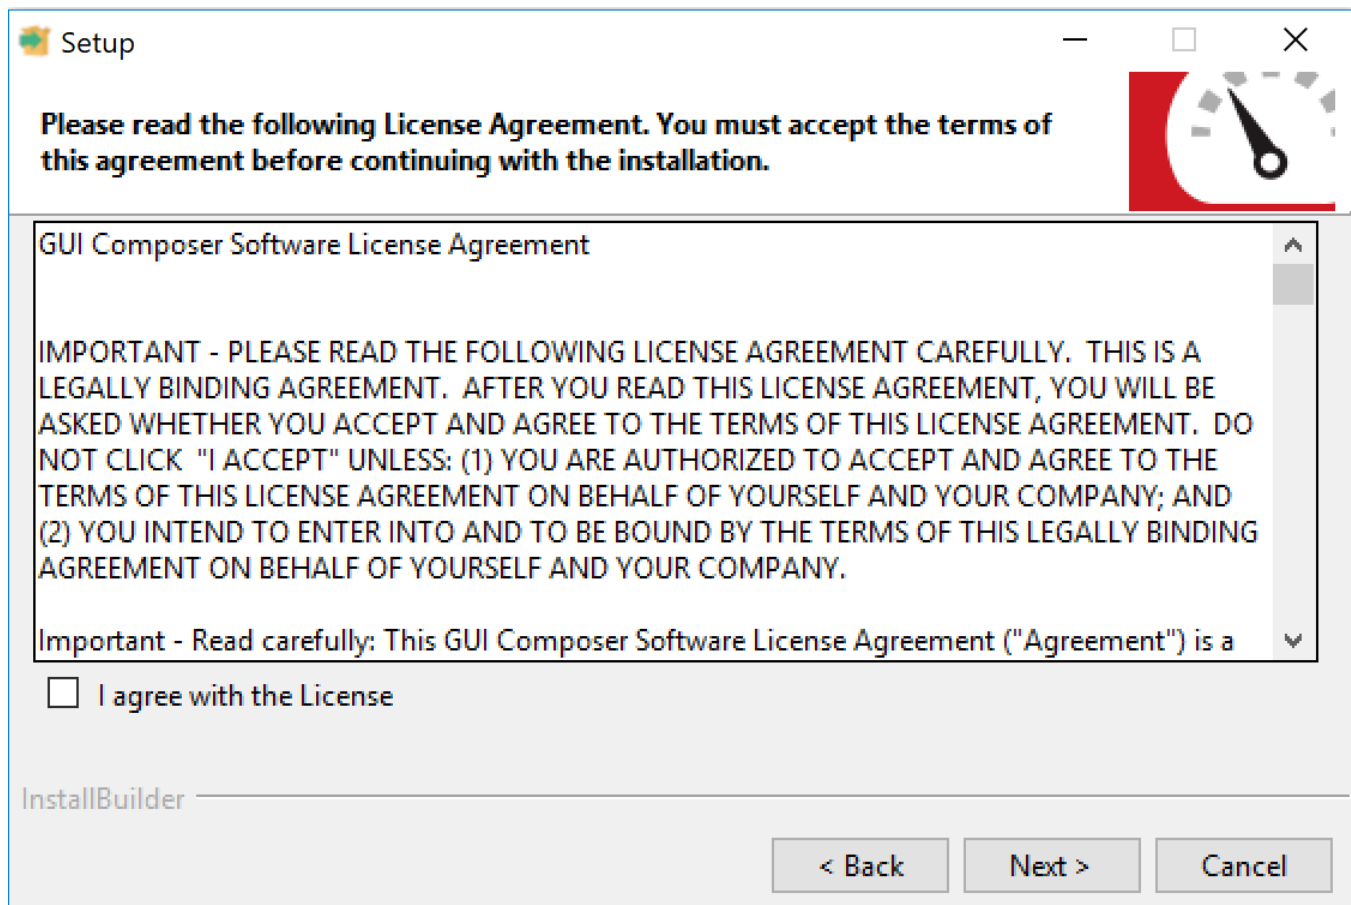 Setup
Please read the following License Agreement. You must accept the terms of
this agreement before continuing with the installation.
GUI Composer Software License Agreement
IMPORTANT - PLEASE READ THE FOLLOWING LICENSE AGREEMENT CAREFULLY.  THIS IS A
LEGALLY BINDING AGREEMENT.  AFTER YOU READ THIS LICENSE AGREEMENT, YOU WILL BE
ASKED WHETHER YOU ACCEPT AND AGREE TO THE TERMS OF THIS LICENSE AGREEMENT.  DO
NOT CLICK  "I ACCEPT" UNLESS: (1) YOU ARE AUTHORIZED TO ACCEPT AND AGREE TO THE
TERMS OF THIS LICENSE AGREEMENT ON BEHALF OF YOURSELF AND YOUR COMPANY; AND
(2) YOU INTEND TO ENTER INTO AND TO BE BOUND BY THE TERMS OF THIS LEGALLY BINDING
AGREEMENT ON BEHALF OF YOURSELF AND YOUR COMPANY.
Important - Read carefully: This GUI Composer Software License Agreement ("Agreement") is a
I agree with the License
InstallBuilder
< Back
Next >
Cancel